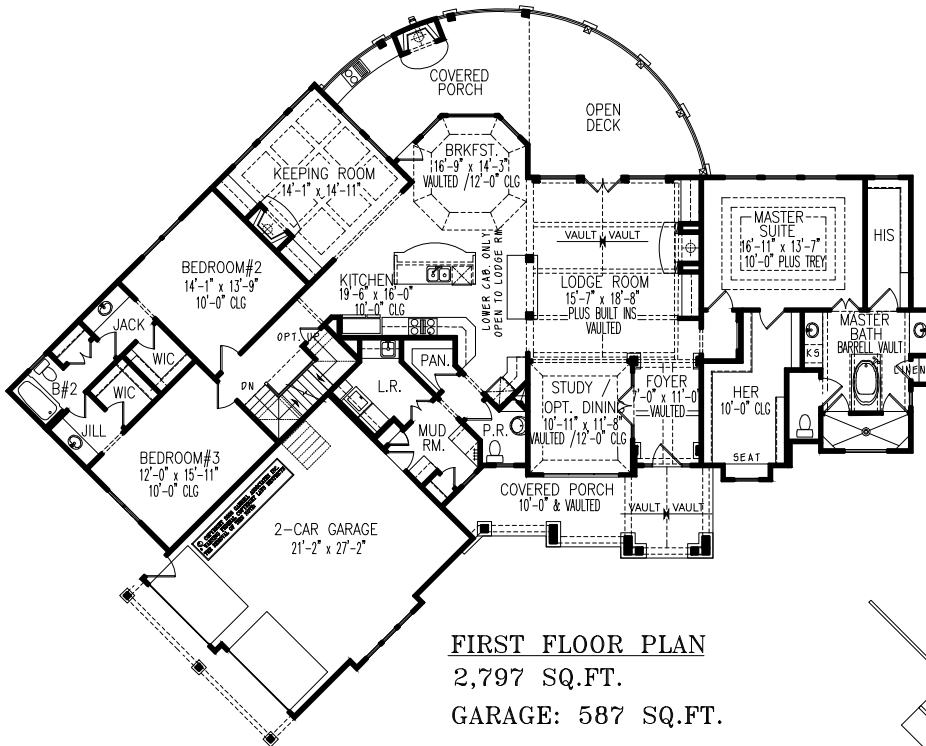 COVERED
PORCH
OPEN
DECK
BRKFST.
16'-9" x 14'-3"
VAULTED /12'-0" CLG
KEEPING ROOM
14'-1" x 14'-11"
MASTER
SUITE
16'-11" x 13'-7"
10'-0" PLUS TREY
HIS
VAULT VAULT
LOWER CAB. ONLY
OPEN TO LODGE RM.
BEDROOM#2
14'-1" x 13'-9"
10'-0" CLG
KITCHEN
19'-6" x 16'-0"
10'-0" CLG
LODGE ROOM
15'-7" x 18'-8"
PLUS BUILT INS
VAULTED
JACK
OPT. UP
WIC
WIC
B#2
DN
JILL
L.R.
PAN.
MUD
RM.
P.R.
STUDY /
OPT. DININ
10'-11" x 11'-8"
VAULTED /12'-0" CLG
FOYER
7'-0" x 11'-0"
VAULTED
HER
10'-0" CLG
SEAT
MASTER
BATH
BARRELL VAULT
KS
LINEN
BEDROOM#3
12'-0" x 15'-11"
10'-0" CLG
2-CAR GARAGE
21'-2" x 27'-2"
COVERED PORCH
10'-0" & VAULTED
VAULT VAULT
FIRST FLOOR PLAN
2,797 SQ.FT.
GARAGE: 587 SQ.FT.